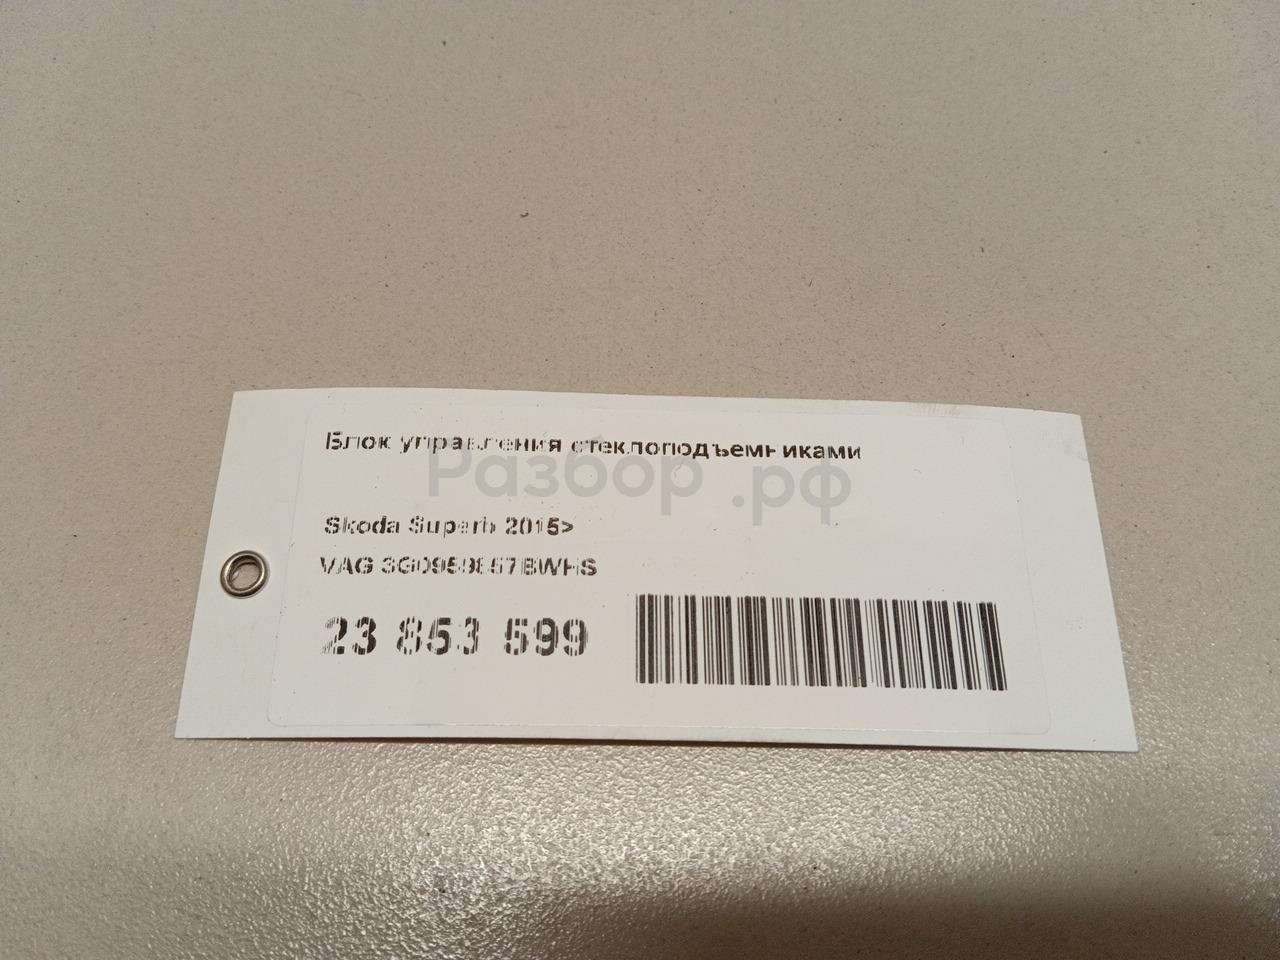 Блок управления стеклоподъемниками
Разбор.рф
Skoda Superb 2015>
VAG 3G0959857BWHS
23 853 599